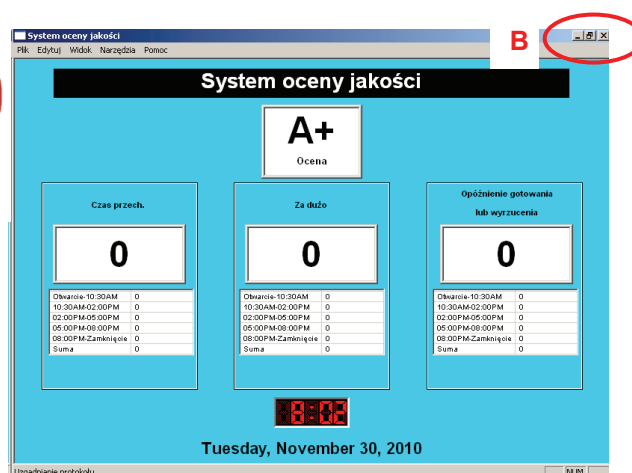 System oceny jakości
B
Plik Edytuj Widok Narzędzia Pomoc
System oceny jakości
A+
Ocena
Czas przech.
0
Otwarcie-10:30AM 0
10:30AM-02:00PM 0
02:00PM-05:00PM 0
05:00PM-08:00PM 0
08:00PM-Zamknięcie 0
Suma 0
Za dużo
0
Otwarcie-10:30AM 0
10:30AM-02:00PM 0
02:00PM-05:00PM 0
05:00PM-08:00PM 0
08:00PM-Zamknięcie 0
Suma 0
Opóźnienie gotowania
lub wyrzucenia
0
Otwarcie-10:30AM 0
10:30AM-02:00PM 0
02:00PM-05:00PM 0
05:00PM-08:00PM 0
08:00PM-Zamknięcie 0
Suma 0
Tuesday, November 30, 2010
Uzgadnianie protokołu
NUM